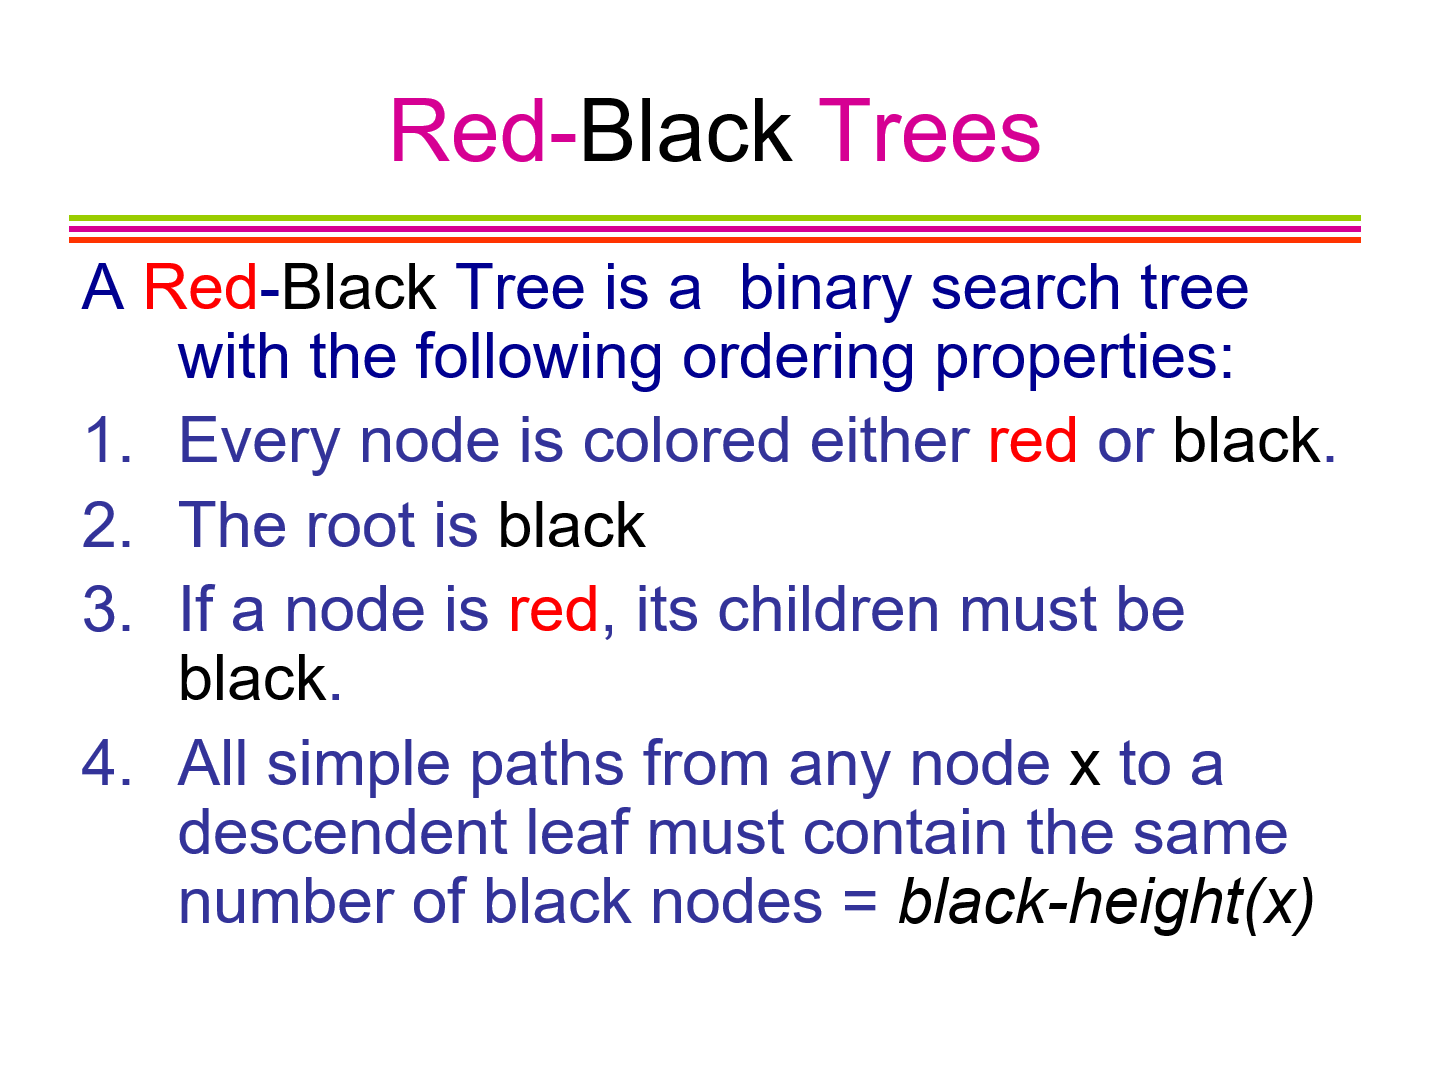 Red-Black Trees
A Red-Black Tree is a  binary search tree
with the following ordering properties:
1. Every node is colored either red or black.
2. The root is black
3. If a node is red, its children must be
black.
4. All simple paths from any node x to a
descendent leaf must contain the same
number of black nodes = black-height(x)